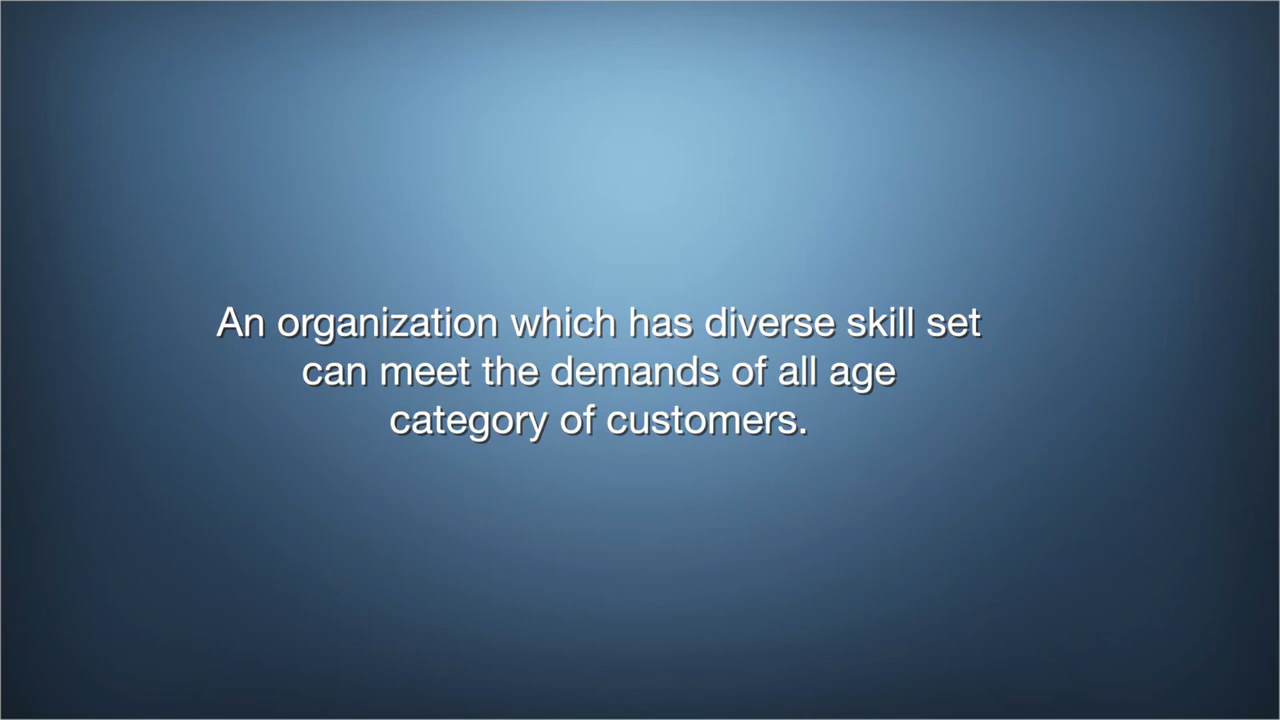 An organization which has diverse skill set
can meet the demands of all age
category of customers.